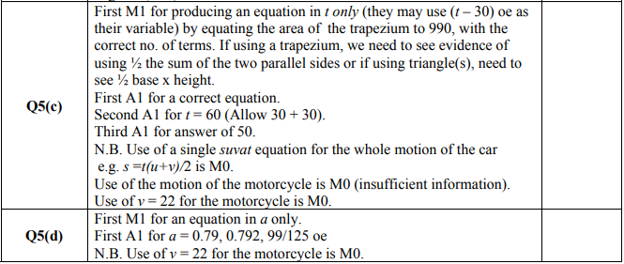 First M1 for producing an equation in t only (they may use (t – 30) oe as
their variable) by equating the area of the trapezium to 990, with the
correct no. of terms. If using a trapezium, we need to see evidence of
using ½ the sum of the two parallel sides or if using triangle(s), need to
see ½ base x height.
Q5(c)
First A1 for a correct equation.
Second A1 for t = 60 (Allow 30 + 30).
Third A1 for answer of 50.
N.B. Use of a single suvat equation for the whole motion of the car
e.g. s =t(u+v)/2 is M0.
Use of the motion of the motorcycle is M0 (insufficient information).
Use of v = 22 for the motorcycle is M0.
First M1 for an equation in a only.
Q5(d)
First A1 for a = 0.79, 0.792, 99/125 oe
N.B. Use of v = 22 for the motorcycle is M0.